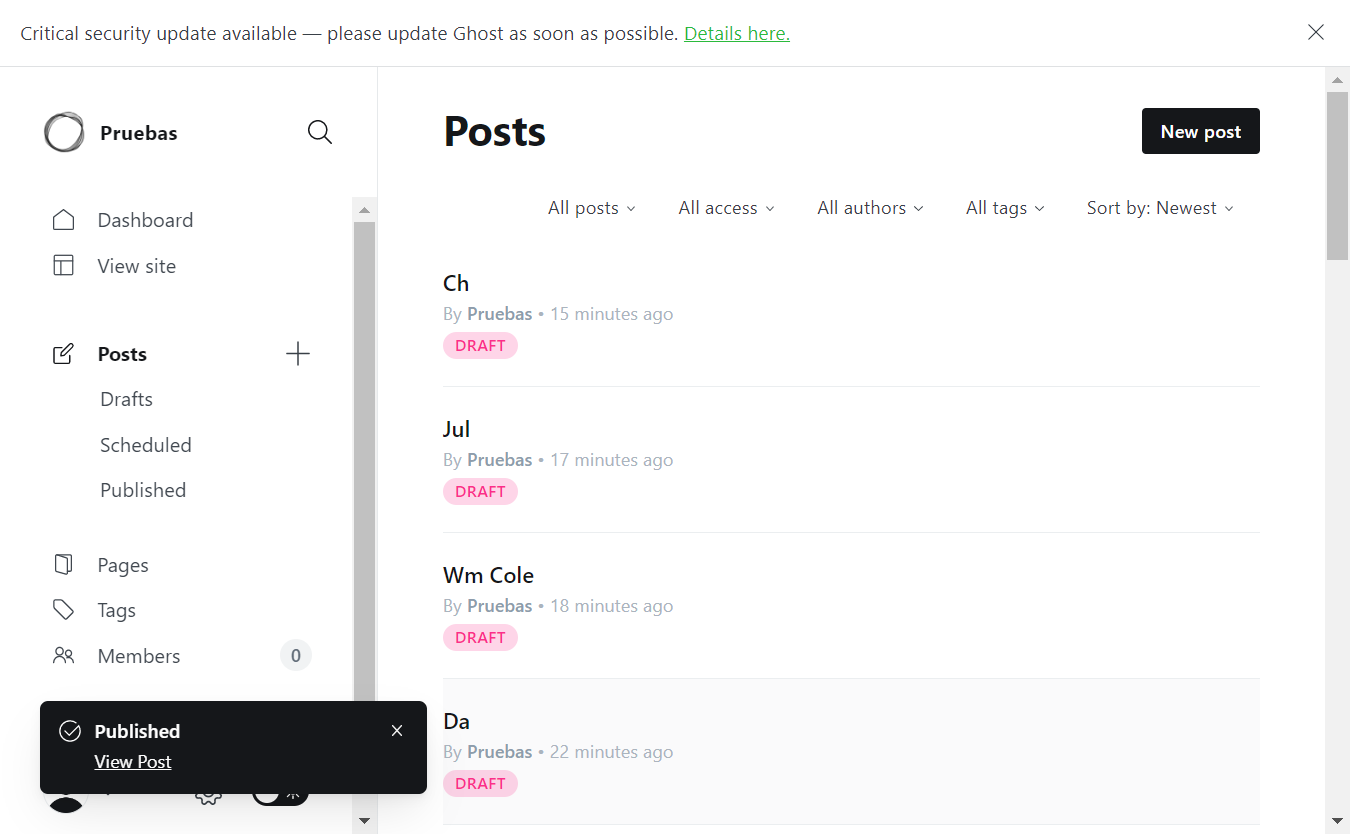 Critical security update available — please update Ghost as soon as possible. Details here.
Pruebas
Dashboard
View site
Posts
Drafts
Scheduled
Published
Pages
Tags
Members 0
Published
View Post
Posts
New post
All posts
All access
All authors
All tags
Sort by: Newest
Ch
By Pruebas • 15 minutes ago
DRAFT
Jul
By Pruebas • 17 minutes ago
DRAFT
Wm Cole
By Pruebas • 18 minutes ago
DRAFT
Da
By Pruebas • 22 minutes ago
DRAFT